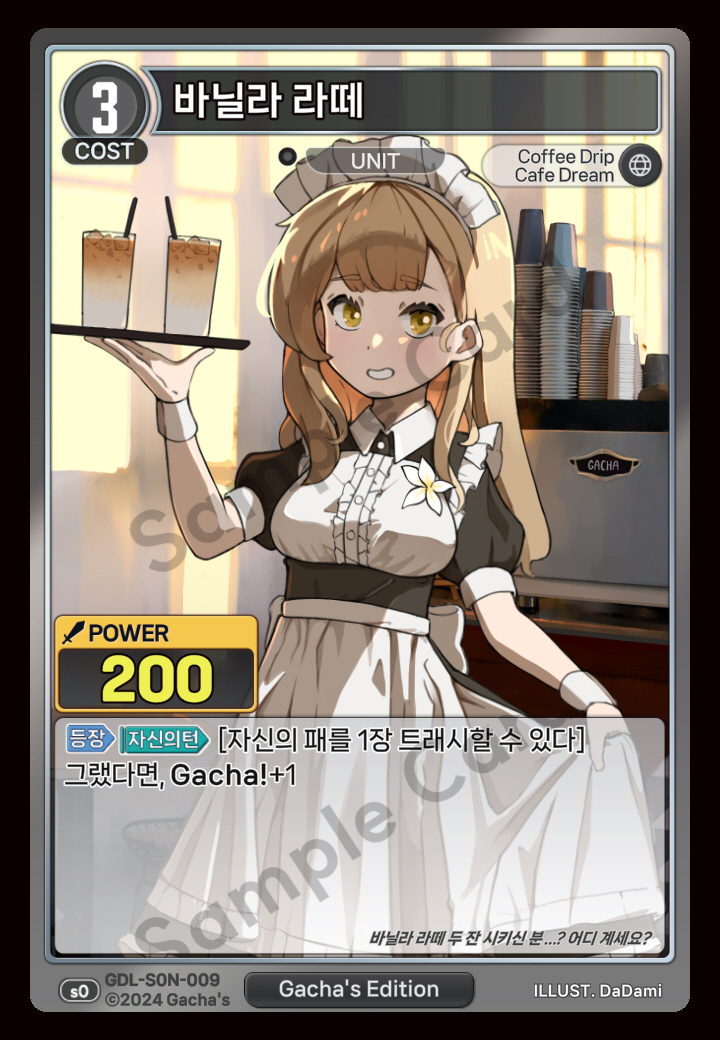 3
COST
바닐라 라떼
UNIT
Coffee Drip
Cafe Dream
GACHA
Sample Card
POWER
200
등장 자신의턴 [자신의 패를 1장 트래시할 수 있다]
그랬다면, Gacha!+1
Sample Card
바닐라 라떼 두 잔 시키신 분...? 어디 계세요?
s0
GDL-S0N-009
©2024 Gacha's
Gacha's Edition
ILLUST. DaDami